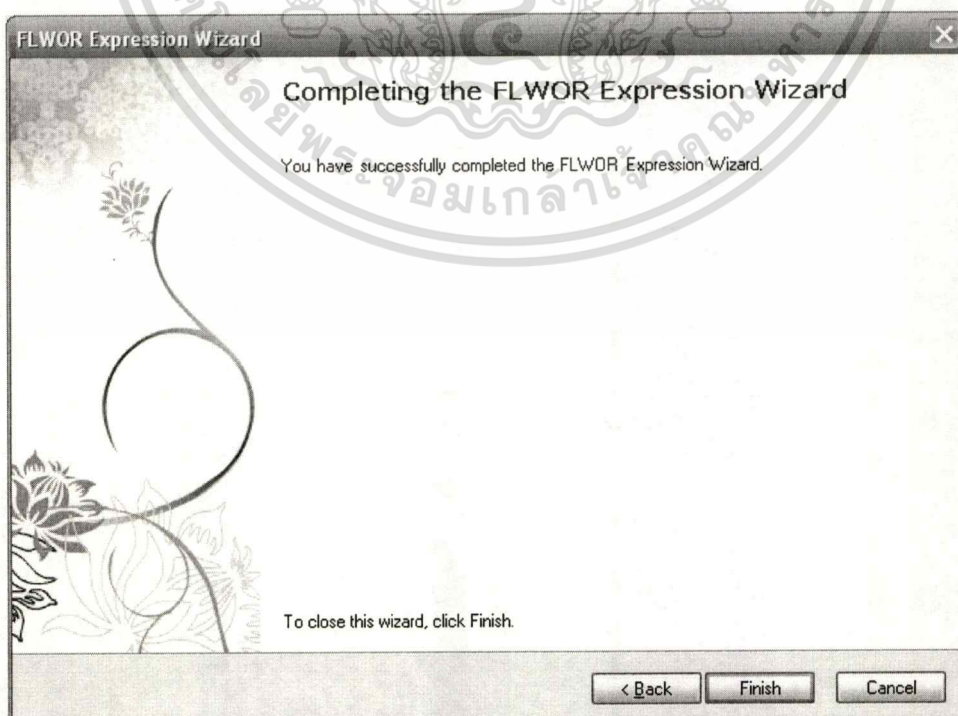 FLWOR Expression Wizard
Completing the FLWOR Expression Wizard
You have successfully completed the FLWOR Expression Wizard.
To close this wizard, click Finish.
< Back
Finish
Cancel